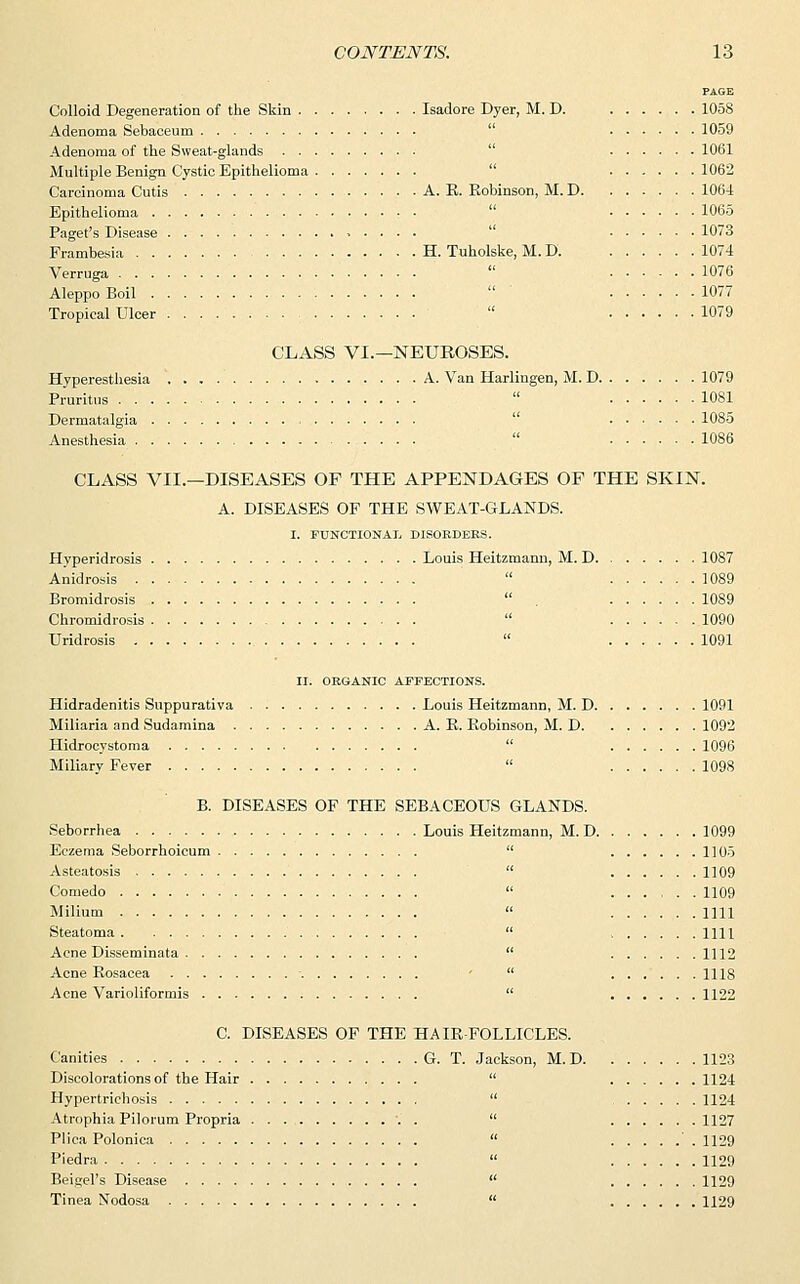 CONTENTS. 13
PAGE
Colloid Degeneration of the Skin . . . . . . . . Isadore Dyer, M. D. . . . . . . 1058
Adenoma Sebaceum . . . . . . . . . . . . . . “ . . . . . . 1059
Adenoma of the Sweat-glands . . . . . . . . . “ . . . . . . 1061
Multiple Benign Cystic Epithelioma . . . . . . . “ . . . . . . 1062
Carcinoma Cutis . . . . . . . . . . . . . . . A. R. Robinson, M. D. . . . . . . 1064
Epithelioma . . . . . . . . . . . . . . . . . “ . . . . . . 1065
Paget's Disease . . . . . . . . . . . . . . . . “ . . . . . . 1073
Frambesia . . . . . . . . . . . . . . . . . . H. Tuholske, M. D. . . . . . . 1074
Verruga . . . . . . . . . . . . . . . . . . . “ . . . . . . 1076
Aleppo Boil . . . . . . . . . . . . . . . . . “ . . . . . . 1077
Tropical Ulcer . . . . . . . . . . . . . . . . “ . . . . . . 1079
CLASS VI.—NEUROSES.
Hyperesthesia . . . . . . . . . . . . . . . . A. Van Harlingen, M. D. . . . . . . 1079
Pruritus . . . . . . . . . . . . . . . . . . . “ . . . . . . 1081
Dermatalgia . . . . . . . . . . . . . . . . . “ . . . . . . 1085
Anesthesia . . . . . . . . . . . . . . . . . . “ . . . . . . 1086
CLASS VII.—DISEASES OF THE APPENDAGES OF THE SKIN.
A. DISEASES OF THE SWEAT-GLANDS.
I. FUNCTIONAL DISORDERS.
Hyperidrosis . . . . . . . . . . . . . . . . . Louis Heitzmann, M. D. . . . . . . 1087
Anidrosis . . . . . . . . . . . . . . . . . . “ . . . . . . 1089
Bromidrosis . . . . . . . . . . . . . . . . . “ . . . . . . 1089
Chromidrosis . . . . . . . . . . . . . . . . . “ . . . . . . 1090
Uridrosis . . . . . . . . . . . . . . . . . . “ . . . . . . 1091
II. ORGANIC AFFECTIONS.
Hidradenitis Suppurativa . . . . . . . . . . . Louis Heitzmann, M. D. . . . . . . 1091
Miliaria and Sudamina . . . . . . . . . . . . A. R. Robinson, M. D. . . . . . . 1092
Hidrocystoma . . . . . . . . . . . . . . . . “ . . . . . . 1096
Miliary Fever . . . . . . . . . . . . . . . . “ . . . . . . 1098
B. DISEASES OF THE SEBACEOUS GLANDS.
Seborrhea . . . . . . . . . . . . . . . . . . Louis Heitzmann, M. D. . . . . . . 1099
Eczema Seborrhoicum . . . . . . . . . . . . . “ . . . . . . 1105
Asteatosis . . . . . . . . . . . . . . . . . . “ . . . . . . 1109
Comedo . . . . . . . . . . . . . . . . . . . “ . . . . . . 1109
Milium . . . . . . . . . . . . . . . . . . . “ . . . . . . 1111
Steatoma . . . . . . . . . . . . . . . . . . “ . . . . . . 1111
Acne Disseminata . . . . . . . . . . . . . . . “ . . . . . . 1112
Acne Rosacea . . . . . . . . . . . . . . . . “ . . . . . . 1118
Acne Varioliformis . . . . . . . . . . . . . . “ . . . . . . 1122
C. DISEASES OF THE HAIR-FOLLICLES.
Canities . . . . . . . . . . . . . . . . . . . G. T. Jackson, M. D. . . . . . . 1123
Discolorations of the Hair . . . . . . . . . . . “ . . . . . . 1124
Hypertrichosis . . . . . . . . . . . . . . . . “ . . . . . . 1124
Atrophia Pilorum Propria . . . . . . . . . . . “ . . . . . . 1127
Plica Polonica . . . . . . . . . . . . . . . . “ . . . . . . 1129
Piedra . . . . . . . . . . . . . . . . . . . . “ . . . . . . 1129
Beigel's Disease . . . . . . . . . . . . . . . “ . . . . . . 1129
Tinea Nodosa . . . . . . . . . . . . . . . . “ . . . . . . 1129